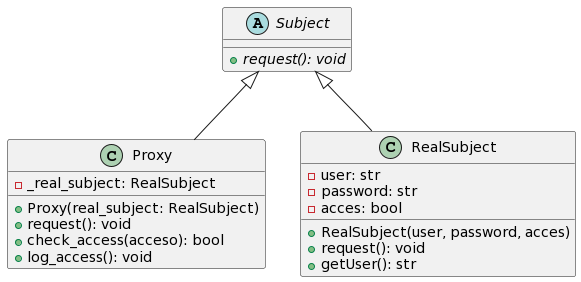 A Subject
request(): void
C Proxy
_real_subject: RealSubject
Proxy(real_subject: RealSubject)
request(): void
check_access(acceso): bool
log_access(): void
C RealSubject
user: str
password: str
acces: bool
RealSubject(user, password, acces)
request(): void
getUser(): str